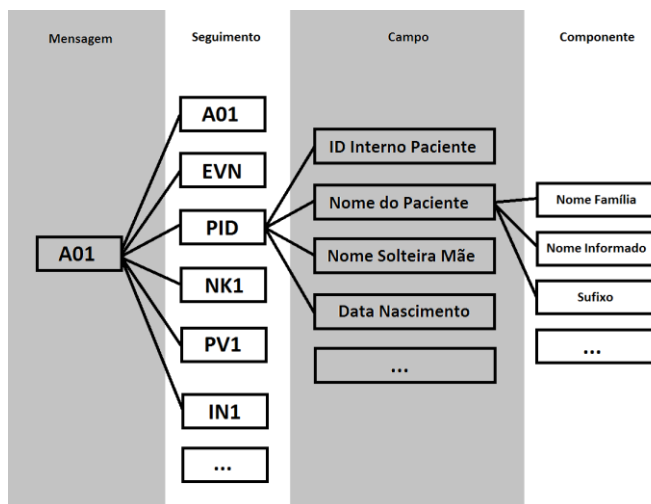 Mensagem
Seguimento
Campo
Componente
A01
A01
EVN
PID
NK1
PV1
IN1
...
ID Interno Paciente
Nome do Paciente
Nome Solteira Mãe
Data Nascimento
...
Nome Família
Nome Informado
Sufixo
...